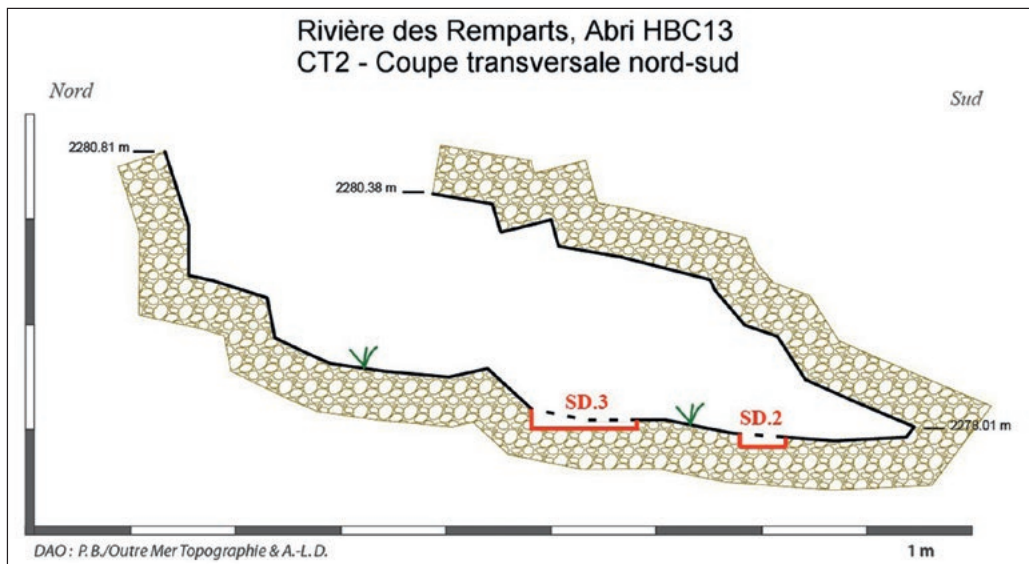 Rivière des Remparts, Abri HBC13
CT2 - Coupe transversale nord-sud
Nord
Sud
2280.81 m
2280.38 m
SD.3
SD.2
2278.01 m
DAO : P. B./Outre Mer Topographie & A.-L. D.
1 m